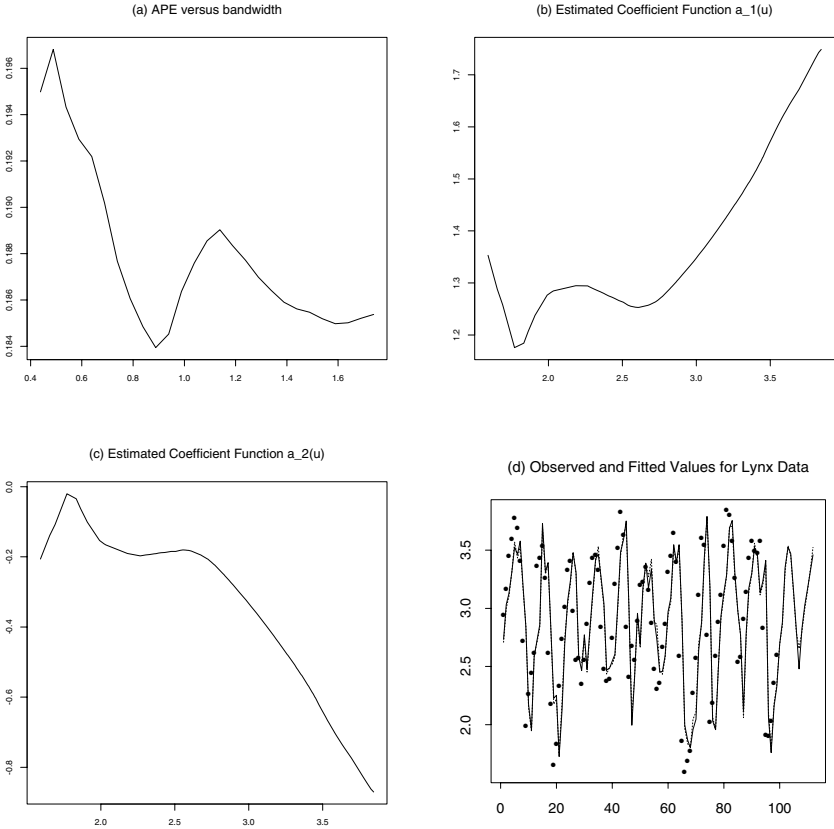 (a) APE versus bandwidth
0.196
0.194
0.192
0.190
0.188
0.186
0.184
0.4 0.6 0.8 1.0 1.2 1.4 1.6
(b) Estimated Coefficient Function a_1(u)
1.7
1.6
1.5
1.4
1.3
1.2
2.0 2.5 3.0 3.5
(c) Estimated Coefficient Function a_2(u)
0.0
-0.2
-0.4
-0.6
-0.8
2.0 2.5 3.0 3.5
(d) Observed and Fitted Values for Lynx Data
3.5
3.0
2.5
2.0
0 20 40 60 80 100